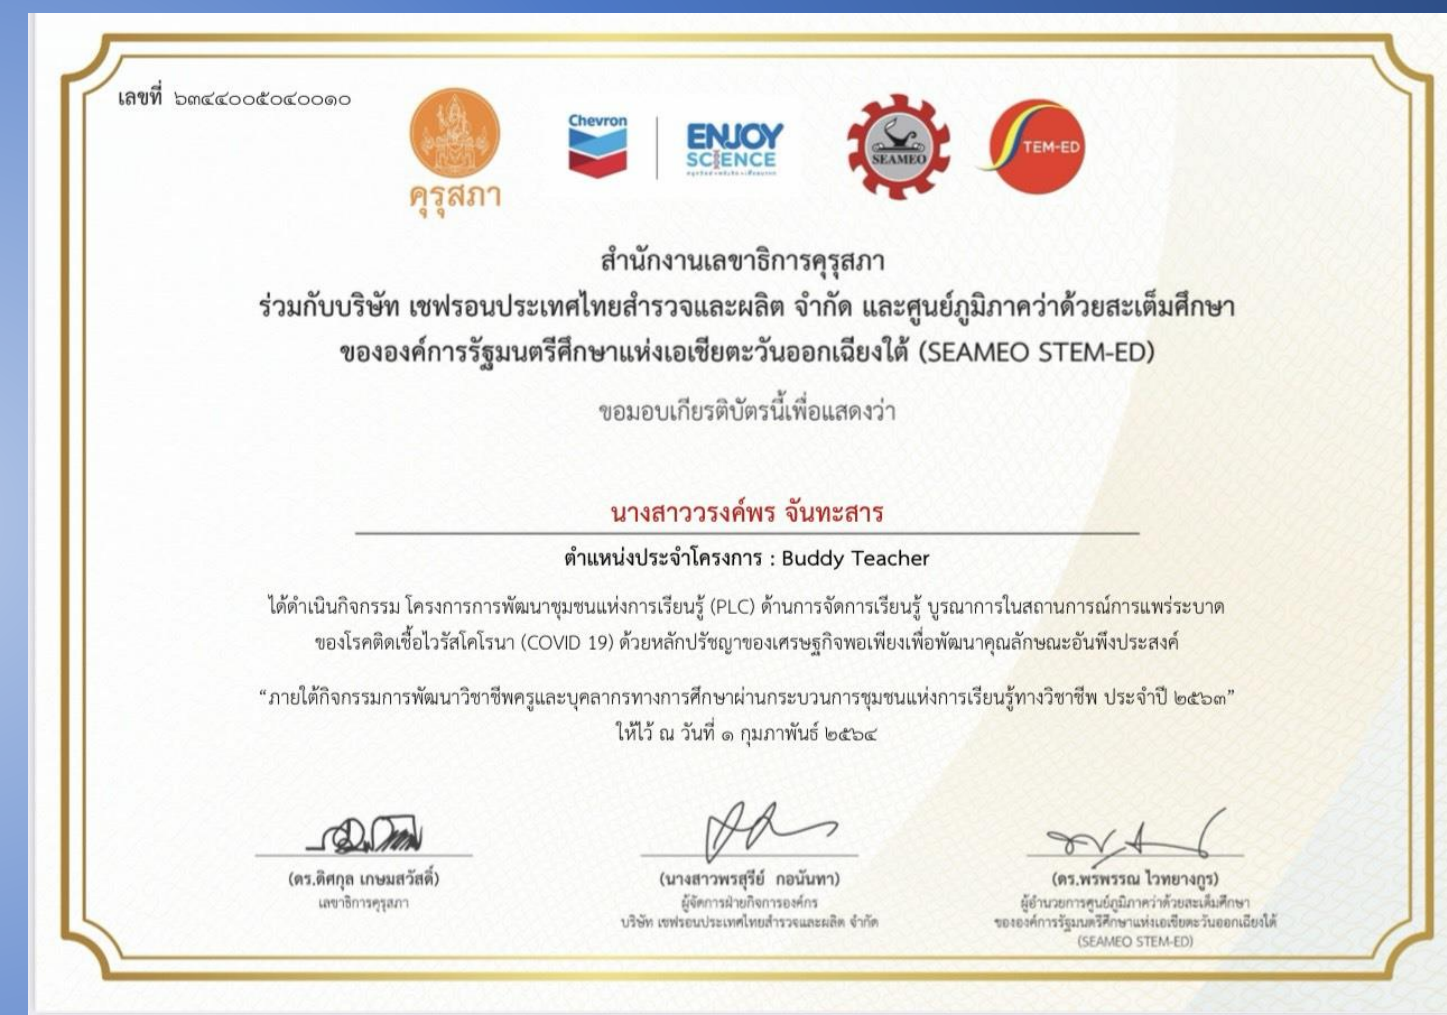 เลขที่ ๖๓๔๔๐๐๕๐๔๐๐๑๐
คุรุสภา
Chevron
ENJOY
SCIENCE
SEAMEO
TEM-ED
สำนักงานเลขาธิการคุรุสภา
ร่วมกับบริษัท เชฟรอนประเทศไทยสำรวจและผลิต จำกัด และศูนย์ภูมิภาคว่าด้วยสะเต็มศึกษา
ขององค์การรัฐมนตรีศึกษาแห่งเอเชียตะวันออกเฉียงใต้ (SEAMEO STEM-ED)
ขอมอบเกียรติบัตรนี้เพื่อแสดงว่า
นางสาววรงค์พร จันทะสาร
ตำแหน่งประจำโครงการ : Buddy Teacher
ได้ดำเนินกิจกรรม โครงการการพัฒนาชุมชนแห่งการเรียนรู้ (PLC) ด้านการจัดการเรียนรู้ บูรณาการในสถานการณ์การแพร่ระบาด
ของโรคติดเชื้อไวรัสโคโรนา (COVID 19) ด้วยหลักปรัชญาของเศรษฐกิจพอเพียงเพื่อพัฒนาคุณลักษณะอันพึงประสงค์
“ภายใต้กิจกรรมการพัฒนาวิชาชีพครูและบุคลากรทางการศึกษาผ่านกระบวนการชุมชนแห่งการเรียนรู้ทางวิชาชีพ ประจำปี ๒๕๖๓”
ให้ไว้ ณ วันที่ ๑ กุมภาพันธ์ ๒๕๖๔
(ดร.ดิศกุล เกษมสวัสดิ์)
เลขาธิการคุรุสภา
(นางสาวพรสุรีย์ กอนันทา)
ผู้จัดการฝ่ายกิจการองค์กร
บริษัท เชฟรอนประเทศไทยสำรวจและผลิต จำกัด
(ดร.พรพรรณ ไวทยางกูร)
ผู้อำนวยการศูนย์ภูมิภาคว่าด้วยสะเต็มศึกษา
ขององค์การรัฐมนตรีศึกษาแห่งเอเชียตะวันออกเฉียงใต้
(SEAMEO STEM-ED)